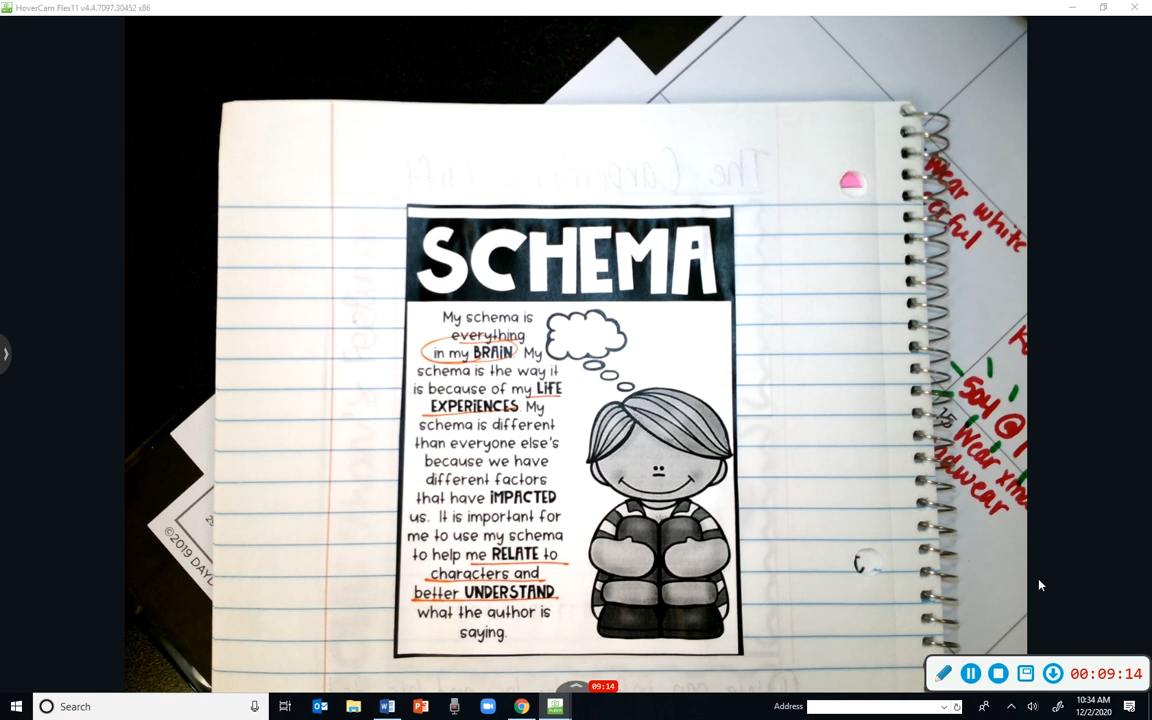 HoverCam Flex11 v4.4.7097.30452 x86
SCHEMA
My schema is
everything
in my BRAiN. My
schema is the way it
is because of my LiFE
EXPERiENCES. My
schema is different
than everyone else's
because we have
different factors
that have iMPACTED
us. It is important for
me to use my schema
to help me RELATE to
characters and
better UNDERSTAND
what the author is
saying.
wear white
504 @
Wear
©2019 DAY
09:14
00:09:14
Search
Address
10:34 AM
12/2/2020